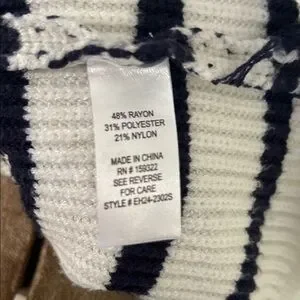 48% RAYON
31% POLYESTER
21% NYLON
MADE IN CHINA
RN # 159322
SEE REVERSE
FOR CARE
STYLE # EH24-2302S